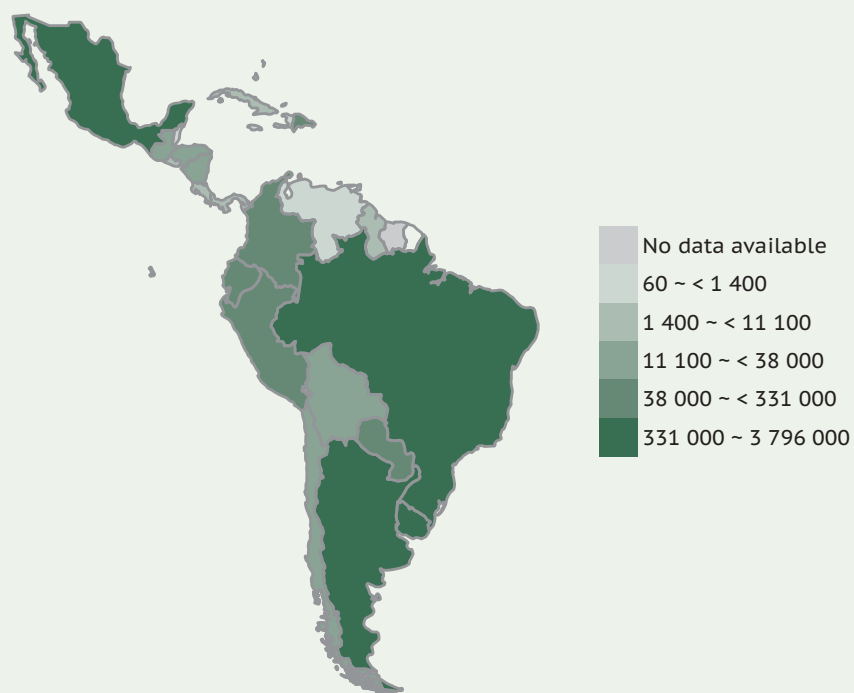 No data available
60 ~ < 1 400
1 400 ~ < 11 100
11 100 ~ < 38 000
38 000 ~ < 331 000
331 000 ~ 3 796 000